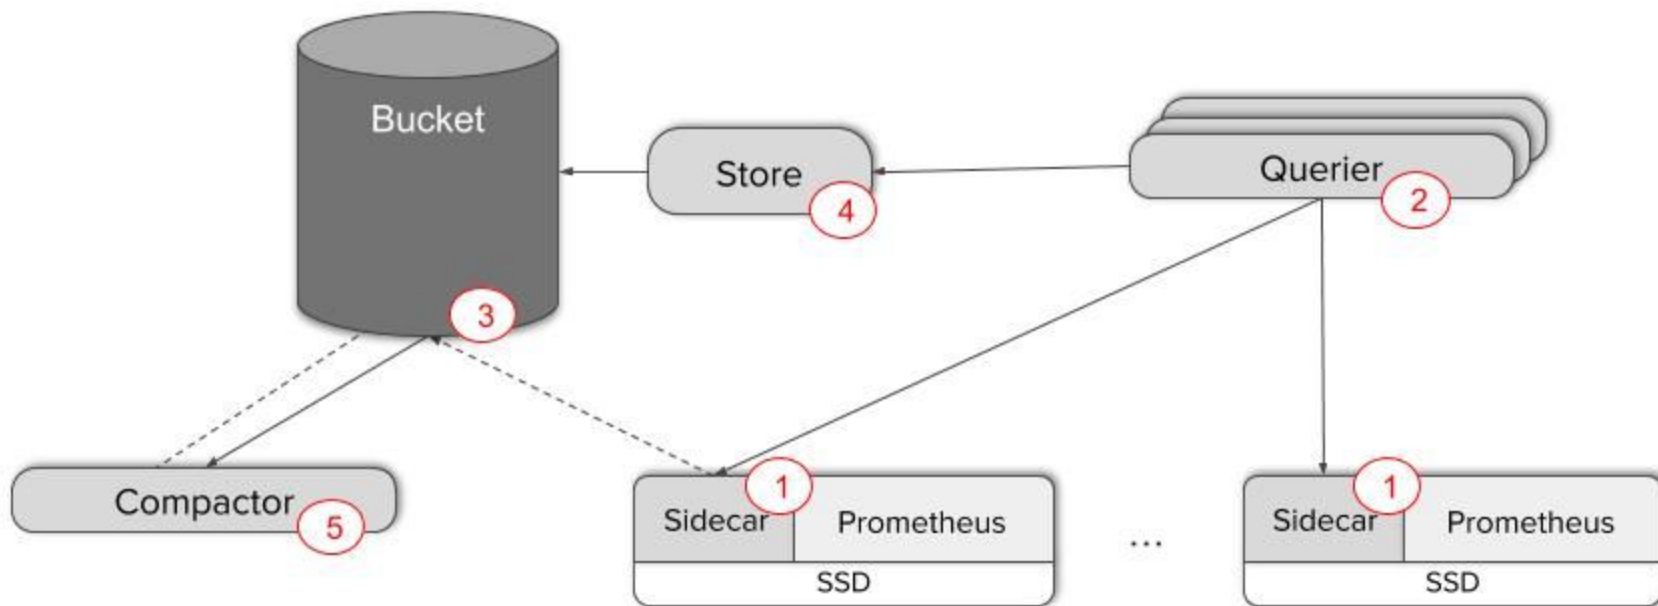 Bucket
Store
Querier
4
2
3
Compactor
5
Sidecar
1
Prometheus
SSD
...
Sidecar
1
Prometheus
SSD